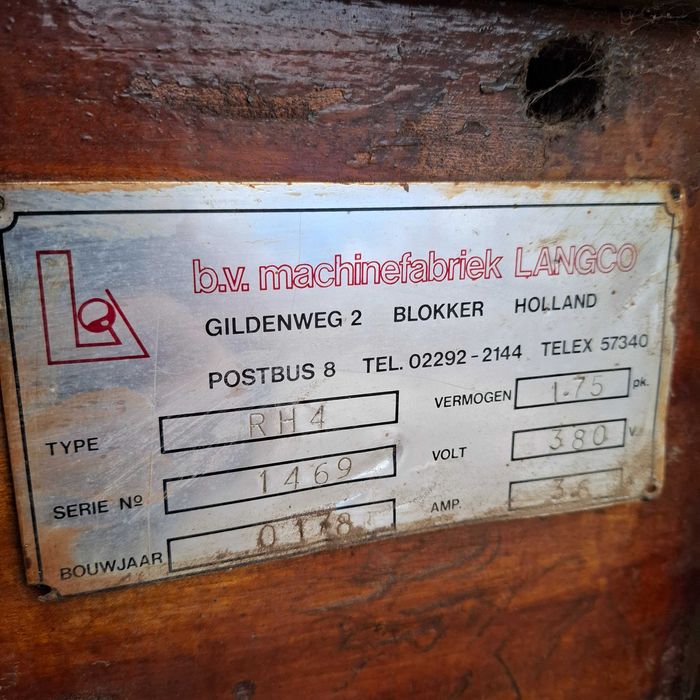 b.v. machinefabriek LANGCO
GILDENWEG 2 BLOKKER HOLLAND
POSTBUS 8 TEL. 02292-2144 TELEX 57340
TYPE RH4
VERMOGEN 1.75 pk.
SERIE Nº 1469
VOLT 380 V.
BOUWJAAR
AMP. 3.6